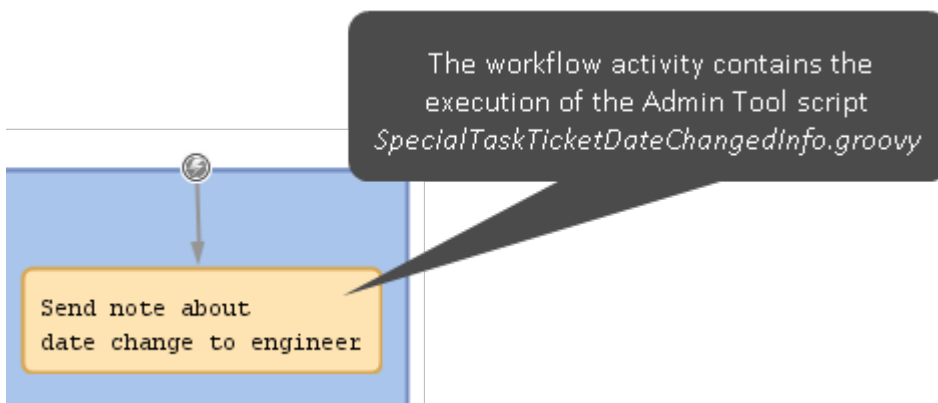 The workflow activity contains the
execution of the Admin Tool script
SpecialTaskTicketDateChangedInfo.groovy
Send note about
date change to engineer